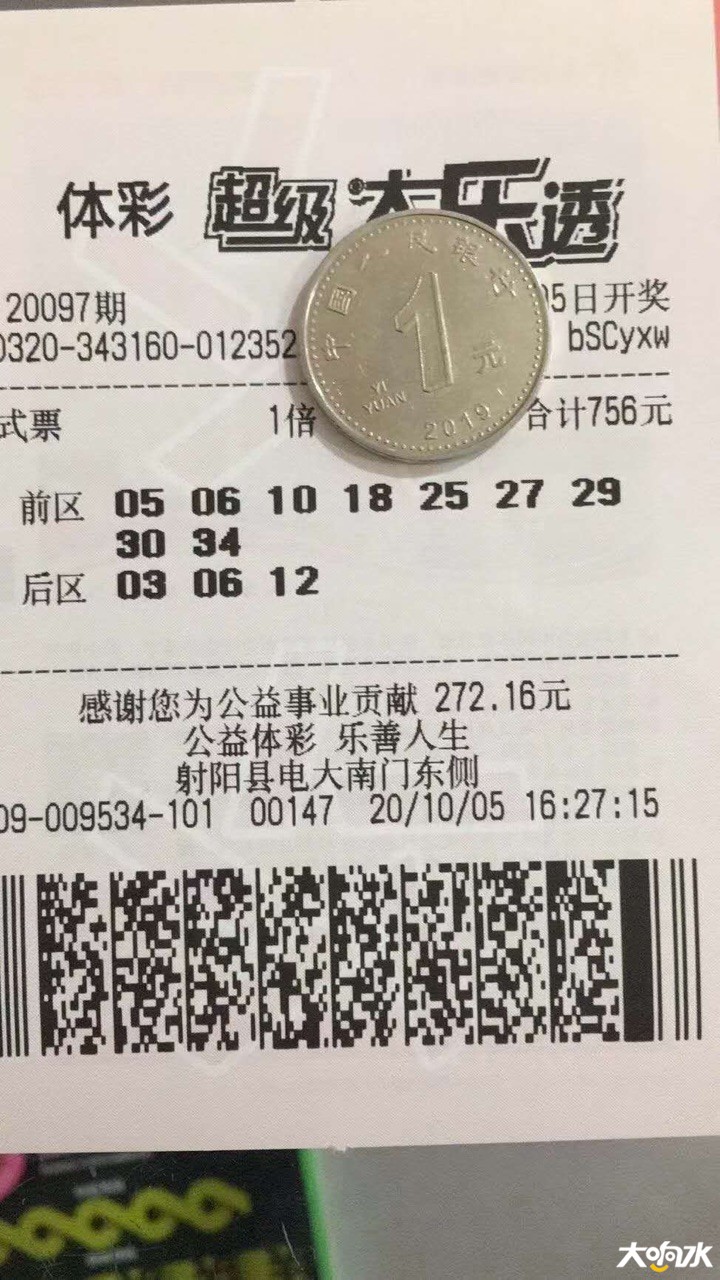 体彩 超级大乐透
20097期 05日开奖
0320-343160-012352 bSCyxw
式票 1倍 合计756元
前区 05 06 10 18 25 27 29
30 34
后区 03 06 12
感谢您为公益事业贡献 272.16元
公益体彩 乐善人生
射阳县电大南门东侧
09-009534-101 00147 20/10/05 16:27:15
中国人民银行
1元
YI
YUAN
2019
大响水